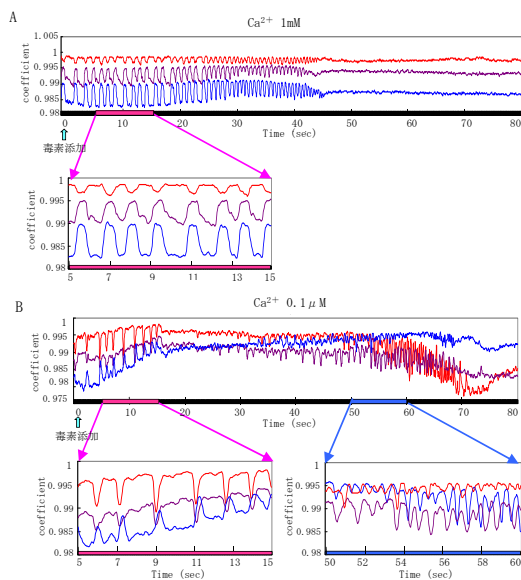 A
Ca²⁺ 1mM
coefficient
1.005
1
0.995
0.99
0.985
0.98
0 10 20 30 40 50 60 70 80
Time (sec)
毒素添加
coefficient
1
0.995
0.99
0.985
0.98
5 7 9 11 13 15
B
Ca²⁺ 0.1μM
coefficient
1
0.995
0.99
0.985
0.98
0.975
0 10 20 30 40 50 60 70 80
Time (sec)
毒素添加
coefficient
1
0.995
0.99
0.985
0.98
5 7 9 11 13 15
Time (sec)
coefficient
1
0.995
0.99
0.985
0.98
50 52 54 56 58 60
Time (sec)